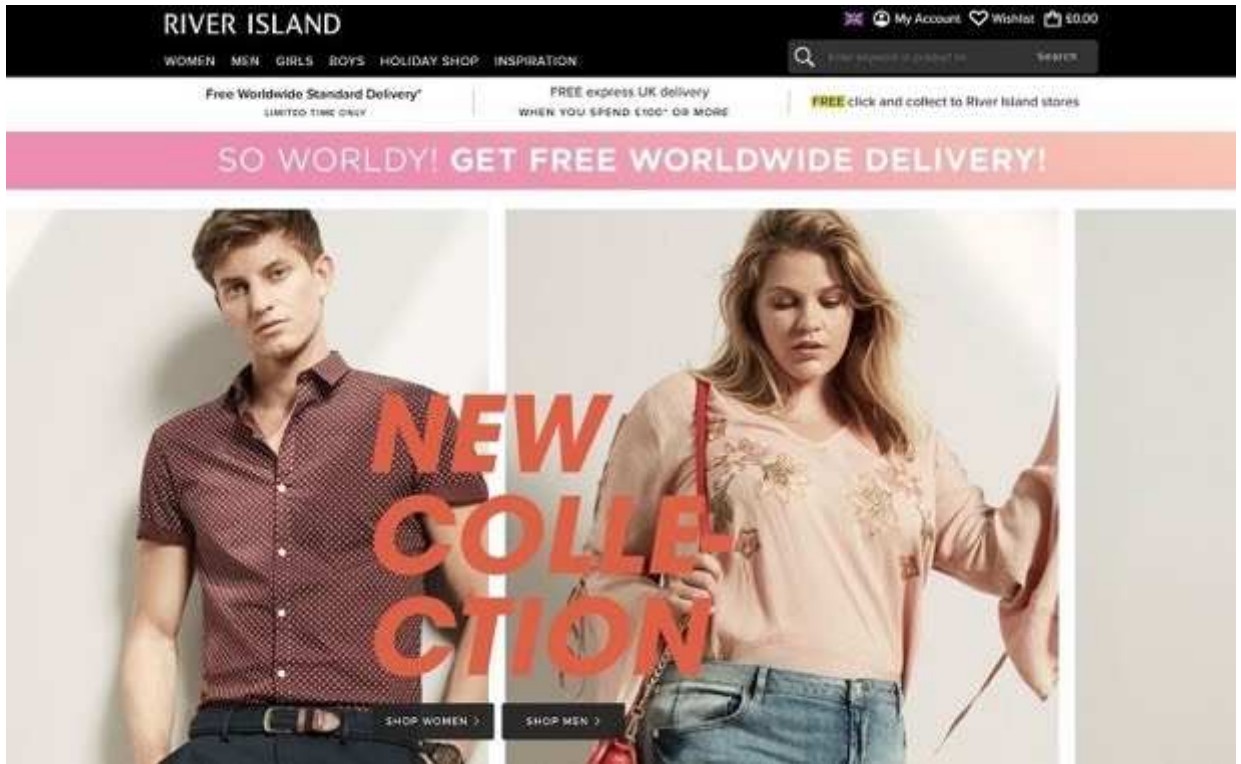 RIVER ISLAND
My Account
Wishlist
£0.00
WOMEN MEN GIRLS BOYS HOLIDAY SHOP INSPIRATION
Search
Free Worldwide Standard Delivery*
LIMITED TIME ONLY
FREE express UK delivery
WHEN YOU SPEND £100* OR MORE
FREE click and collect to River Island stores
SO WORLDY! GET FREE WORLDWIDE DELIVERY!
NEW
COLLE-
CTION
SHOP WOMEN >
SHOP MEN >